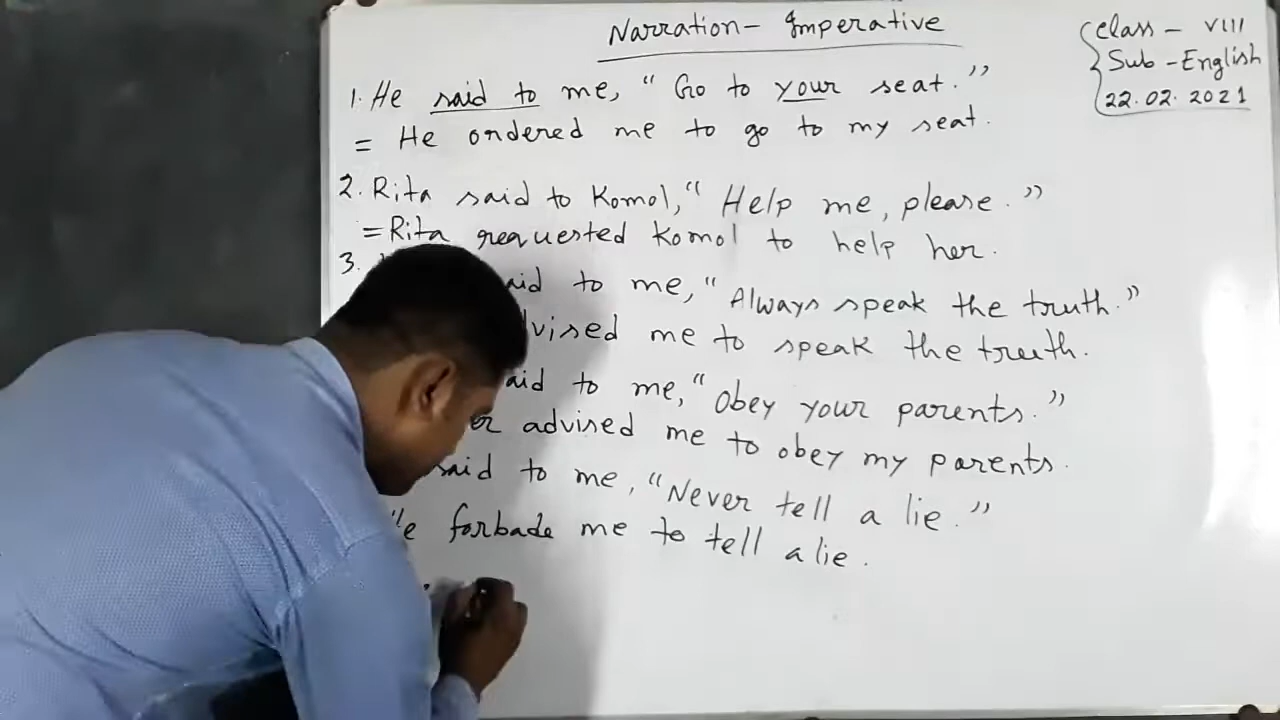 Narration - Imperative
Class - VIII
Sub - English
22.02.2021
1. He said to me, " Go to your seat."
= He ordered me to go to my seat.
2. Rita said to Komol, " Help me, please."
= Rita requested Komol to help her.
3. aid to me, " Always speak the truth."
vised me to speak the truth.
aid to me, " Obey your parents."
er advised me to obey my parents.
said to me, " Never tell a lie."
He forbade me to tell a lie.